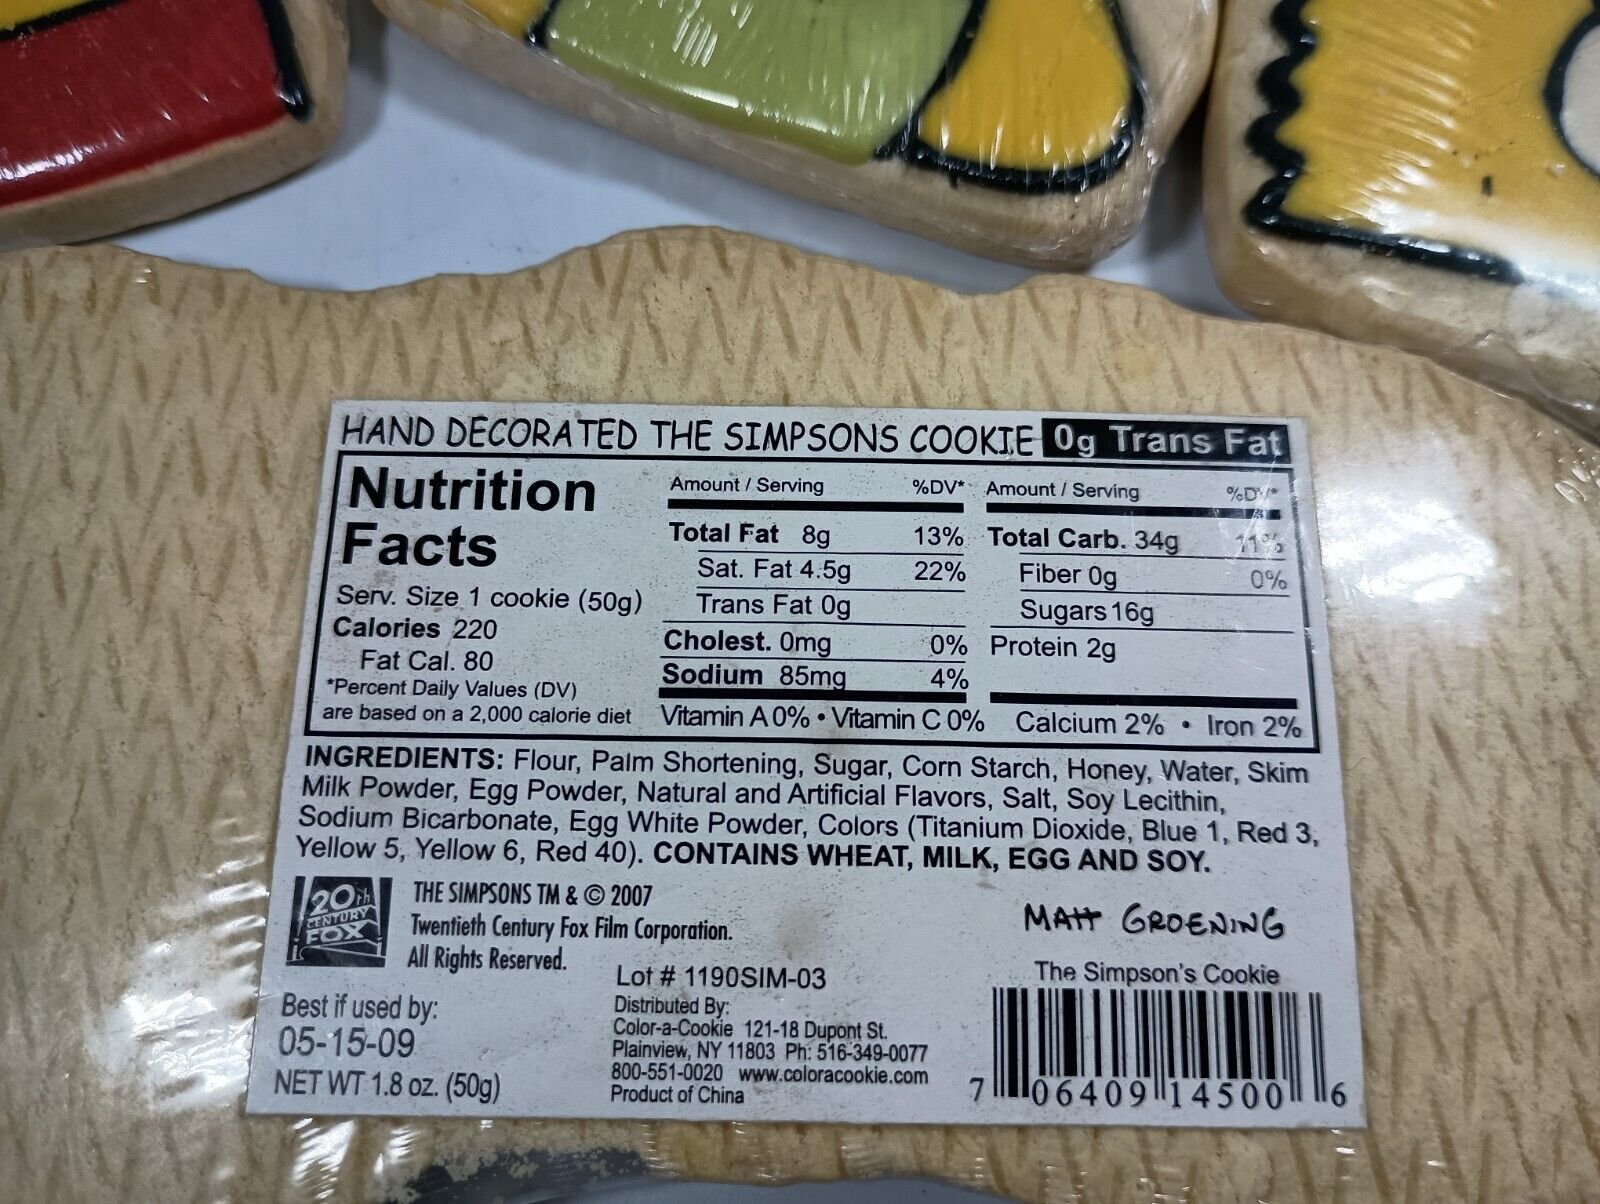 HAND DECORATED THE SIMPSONS COOKIE 0g Trans Fat
Nutrition
Facts
Serv. Size 1 cookie (50g)
Calories 220
Fat Cal. 80
*Percent Daily Values (DV)
are based on a 2,000 calorie diet
Amount / Serving %DV*
Total Fat 8g 13%
Sat. Fat 4.5g 22%
Trans Fat 0g
Cholest. 0mg 0%
Sodium 85mg 4%
Amount / Serving %DV*
Total Carb. 34g 11%
Fiber 0g 0%
Sugars 16g
Protein 2g
Vitamin A 0% • Vitamin C 0% Calcium 2% • Iron 2%
INGREDIENTS: Flour, Palm Shortening, Sugar, Corn Starch, Honey, Water, Skim
Milk Powder, Egg Powder, Natural and Artificial Flavors, Salt, Soy Lecithin,
Sodium Bicarbonate, Egg White Powder, Colors (Titanium Dioxide, Blue 1, Red 3,
Yellow 5, Yellow 6, Red 40). CONTAINS WHEAT, MILK, EGG AND SOY.
20th
CENTURY
FOX
THE SIMPSONS TM & © 2007
Twentieth Century Fox Film Corporation.
All Rights Reserved.
MATT GROENING
Best if used by:
05-15-09
NET WT 1.8 oz. (50g)
Lot # 1190SIM-03
Distributed By:
Color-a-Cookie 121-18 Dupont St.
Plainview, NY 11803 Ph: 516-349-0077
800-551-0020 www.coloracookie.com
Product of China
The Simpson's Cookie
7 06409 14500 6